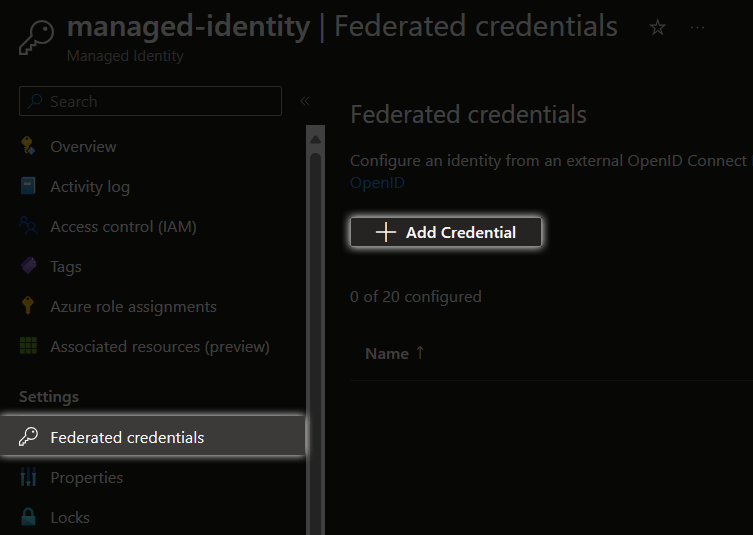 managed-identity | Federated credentials
Managed Identity
Search
Overview
Activity log
Access control (IAM)
Tags
Azure role assignments
Associated resources (preview)
Settings
Federated credentials
Properties
Locks
Federated credentials
Configure an identity from an external OpenID Connect
OpenID
Add Credential
0 of 20 configured
Name ↑